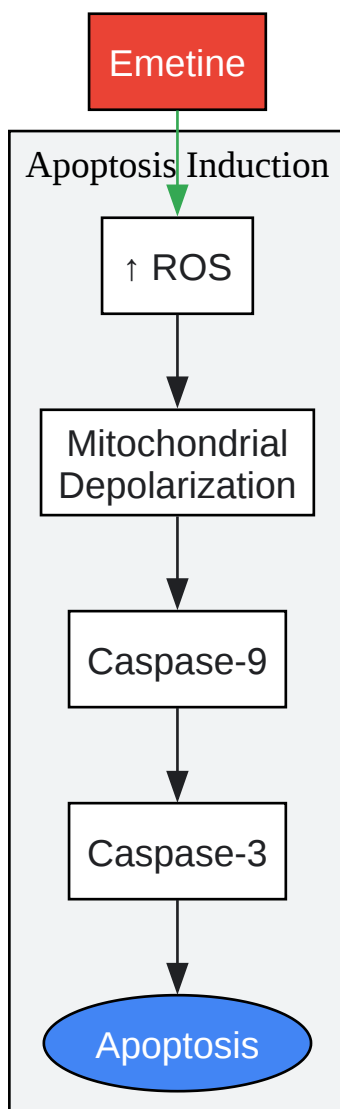 Emetine
Apoptosis Induction
↑ ROS
Mitochondrial
Depolarization
Caspase-9
Caspase-3
Apoptosis